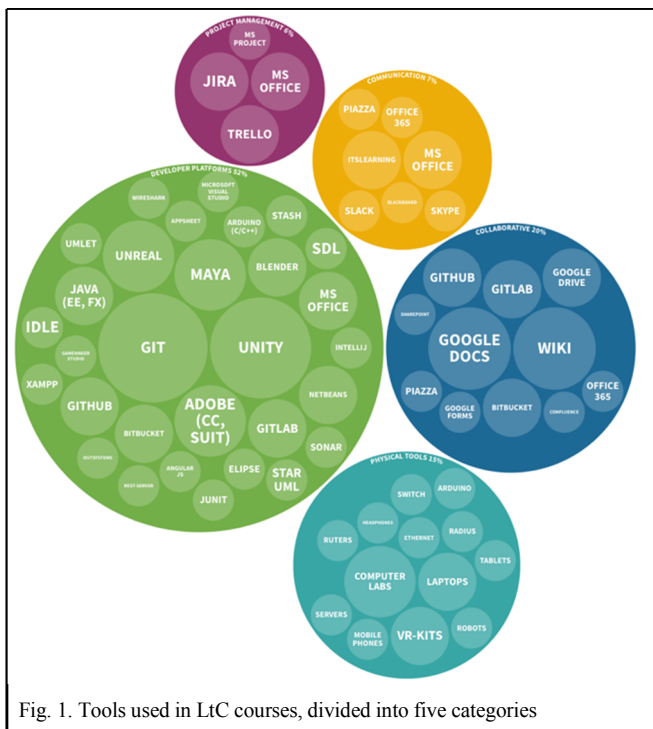 PROJECT MANAGEMENT 6%
MS
PROJECT
JIRA
MS
OFFICE
TRELLO
COMMUNICATION 7%
PIAZZA
OFFICE
365
ITSLEARNING
MS
OFFICE
SLACK
BLACKBOARD
SKYPE
DEVELOPER PLATFORMS 52%
WIRESHARK
MICROSOFT
VISUAL
STUDIO
APPSHEET
ARDUINO
(C/C++)
STASH
UMLET
UNREAL
MAYA
BLENDER
SDL
JAVA
(EE, FX)
MS
OFFICE
IDLE
GIT
UNITY
INTELLIJ
GAMEMAKER
STUDIO
XAMPP
GITHUB
ADOBE
(CC,
SUIT)
NETBEANS
BITBUCKET
GITLAB
SONAR
ANGULAR
JS
ELIPSE
STAR
UML
REST-SERVER
JUNIT
COLLABORATIVE 20%
GITHUB
GITLAB
GOOGLE
DRIVE
SHAREPOINT
GOOGLE
DOCS
WIKI
PIAZZA
GOOGLE
FORMS
BITBUCKET
CONFLUENCE
OFFICE
365
PHYSICAL TOOLS 15%
SWITCH
ARDUINO
HEADPHONES
RUTERS
ETHERNET
RADIUS
COMPUTER
LABS
LAPTOPS
TABLETS
SERVERS
MOBILE
PHONES
VR-KITS
ROBOTS
Fig. 1. Tools used in LtC courses, divided into five categories